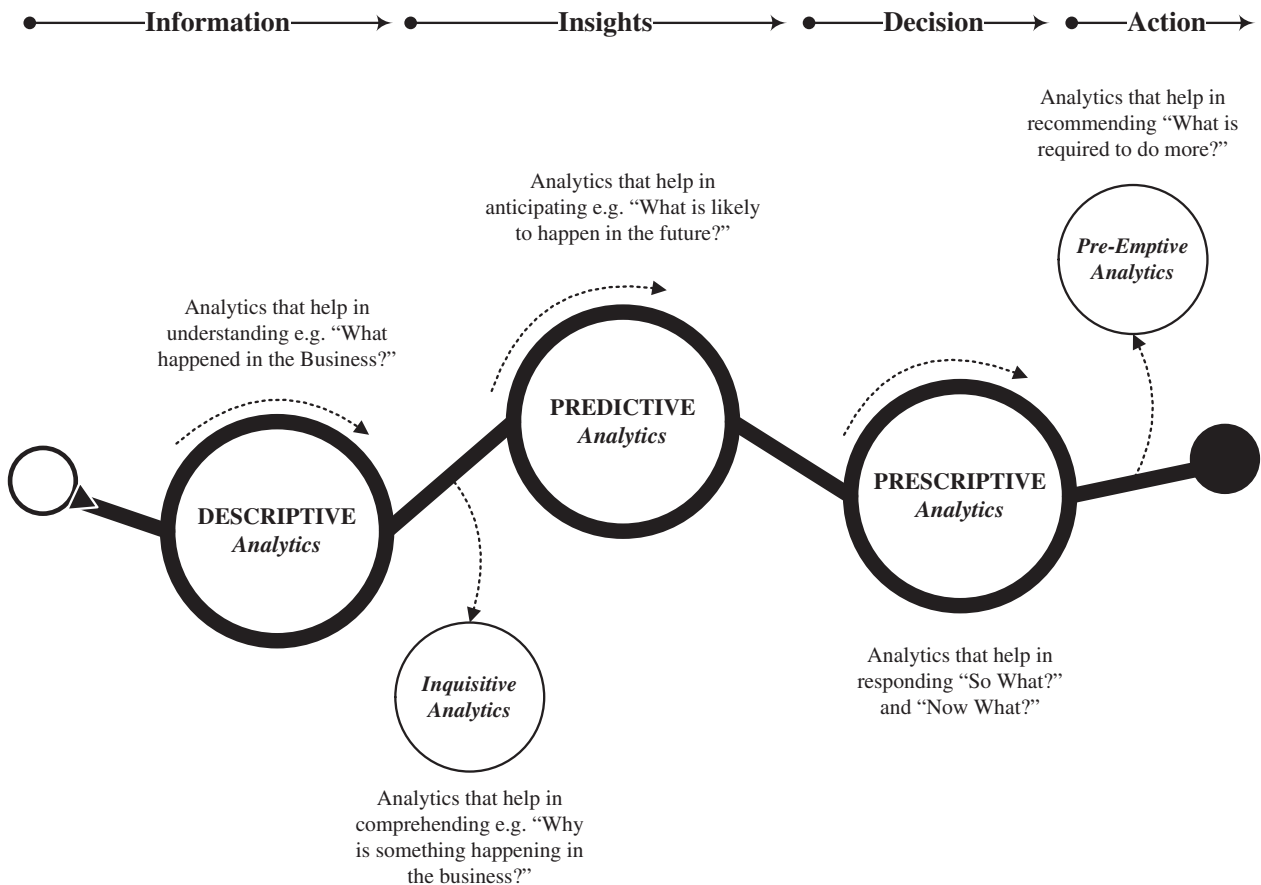 Information Insights Decision Action
Analytics that help in
recommending “What is
required to do more?”
Pre-Emptive
Analytics
Analytics that help in
anticipating e.g. “What is likely
to happen in the future?”
Analytics that help in
understanding e.g. “What
happened in the Business?”
DESCRIPTIVE
Analytics
PREDICTIVE
Analytics
PRESCRIPTIVE
Analytics
Analytics that help in
responding “So What?”
and “Now What?”
Inquisitive
Analytics
Analytics that help in
comprehending e.g. “Why
is something happening in
the business?”